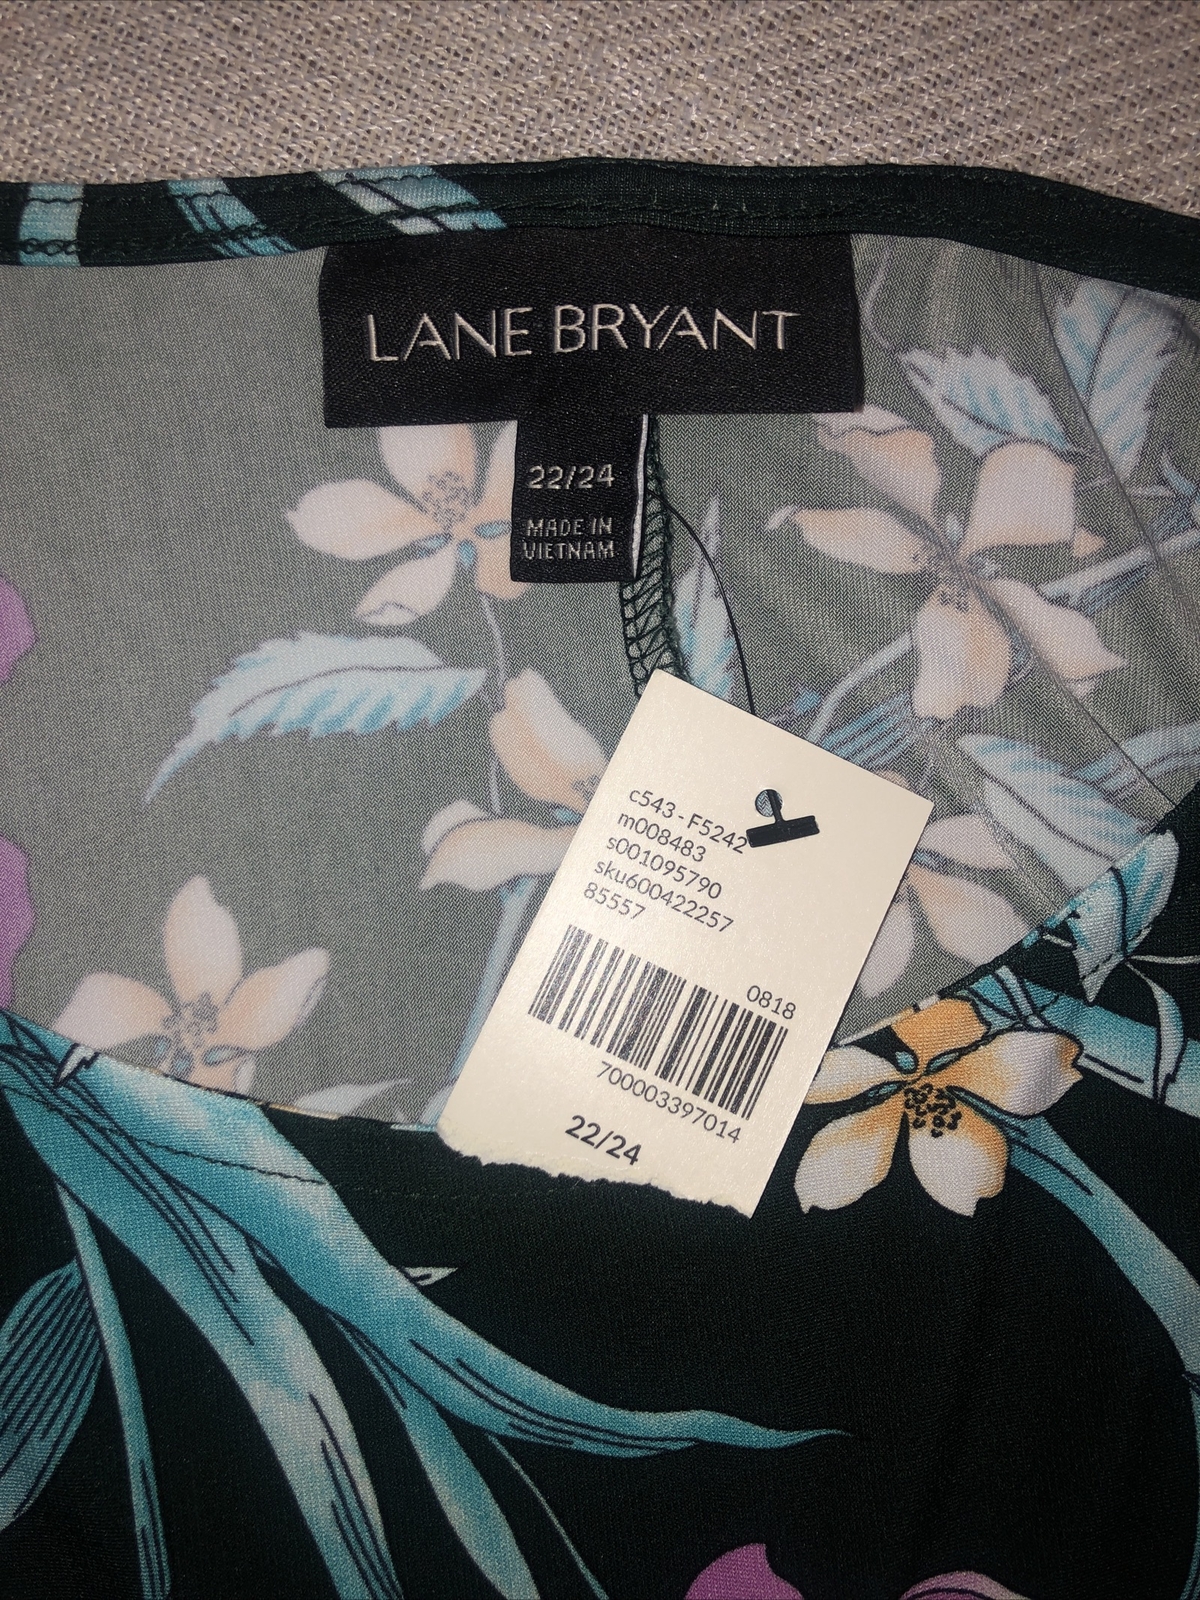 LANE BRYANT
22/24
MADE IN
VIETNAM
c543 - F5242
m008483
s001095790
sku600422257
85557
0818
700003397014
22/24